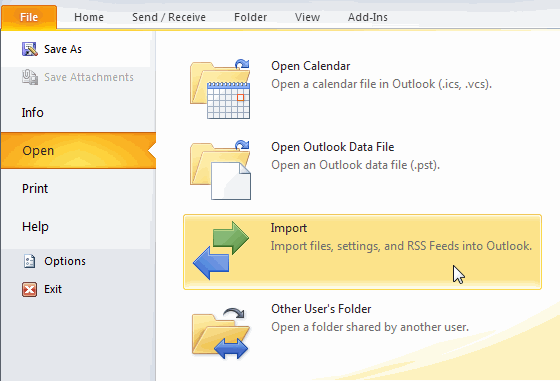 File Home Send / Receive Folder View Add-Ins
Save As
Save Attachments
Info
Open
Print
Help
Options
Exit
Open Calendar
Open a calendar file in Outlook (.ics, .vcs).
Open Outlook Data File
Open an Outlook data file (.pst).
Import
Import files, settings, and RSS Feeds into Outlook.
Other User's Folder
Open a folder shared by another user.